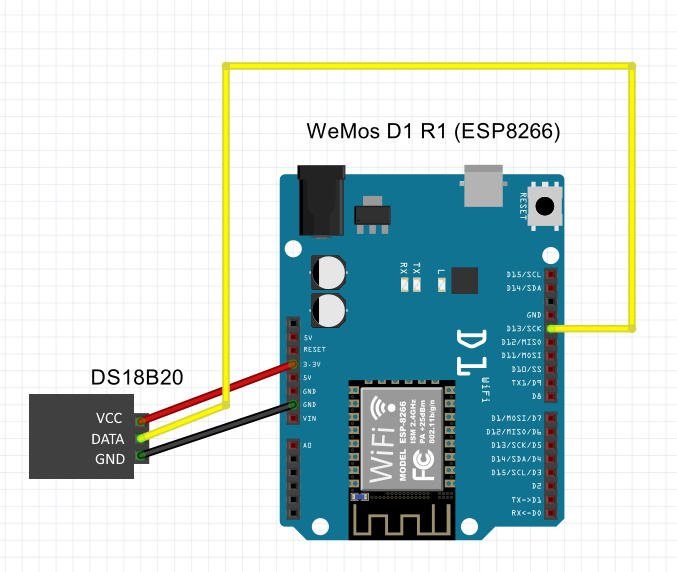 WeMos D1 R1 (ESP8266)
RESET
D15/SCL
D14/SDA
RX
TX
L
GND
D13/SCK
D12/MISO
D11/MOSI
D10/SS
TX1/D9
D8
D1
WiFi
5V
RESET
3.3V
5V
GND
GND
VIN
A0
DS18B20
VCC
DATA
GND
WiFi
MODEL ESP-8266
ISM 2.4GHz
PA +25dBm
802.11b/g/n
FC
D1/MOSI/D7
D12/MISO/D6
D13/SCK/D5
D14/SDA/D4
D15/SCL/D3
D2
TX->D1
RX<-D0